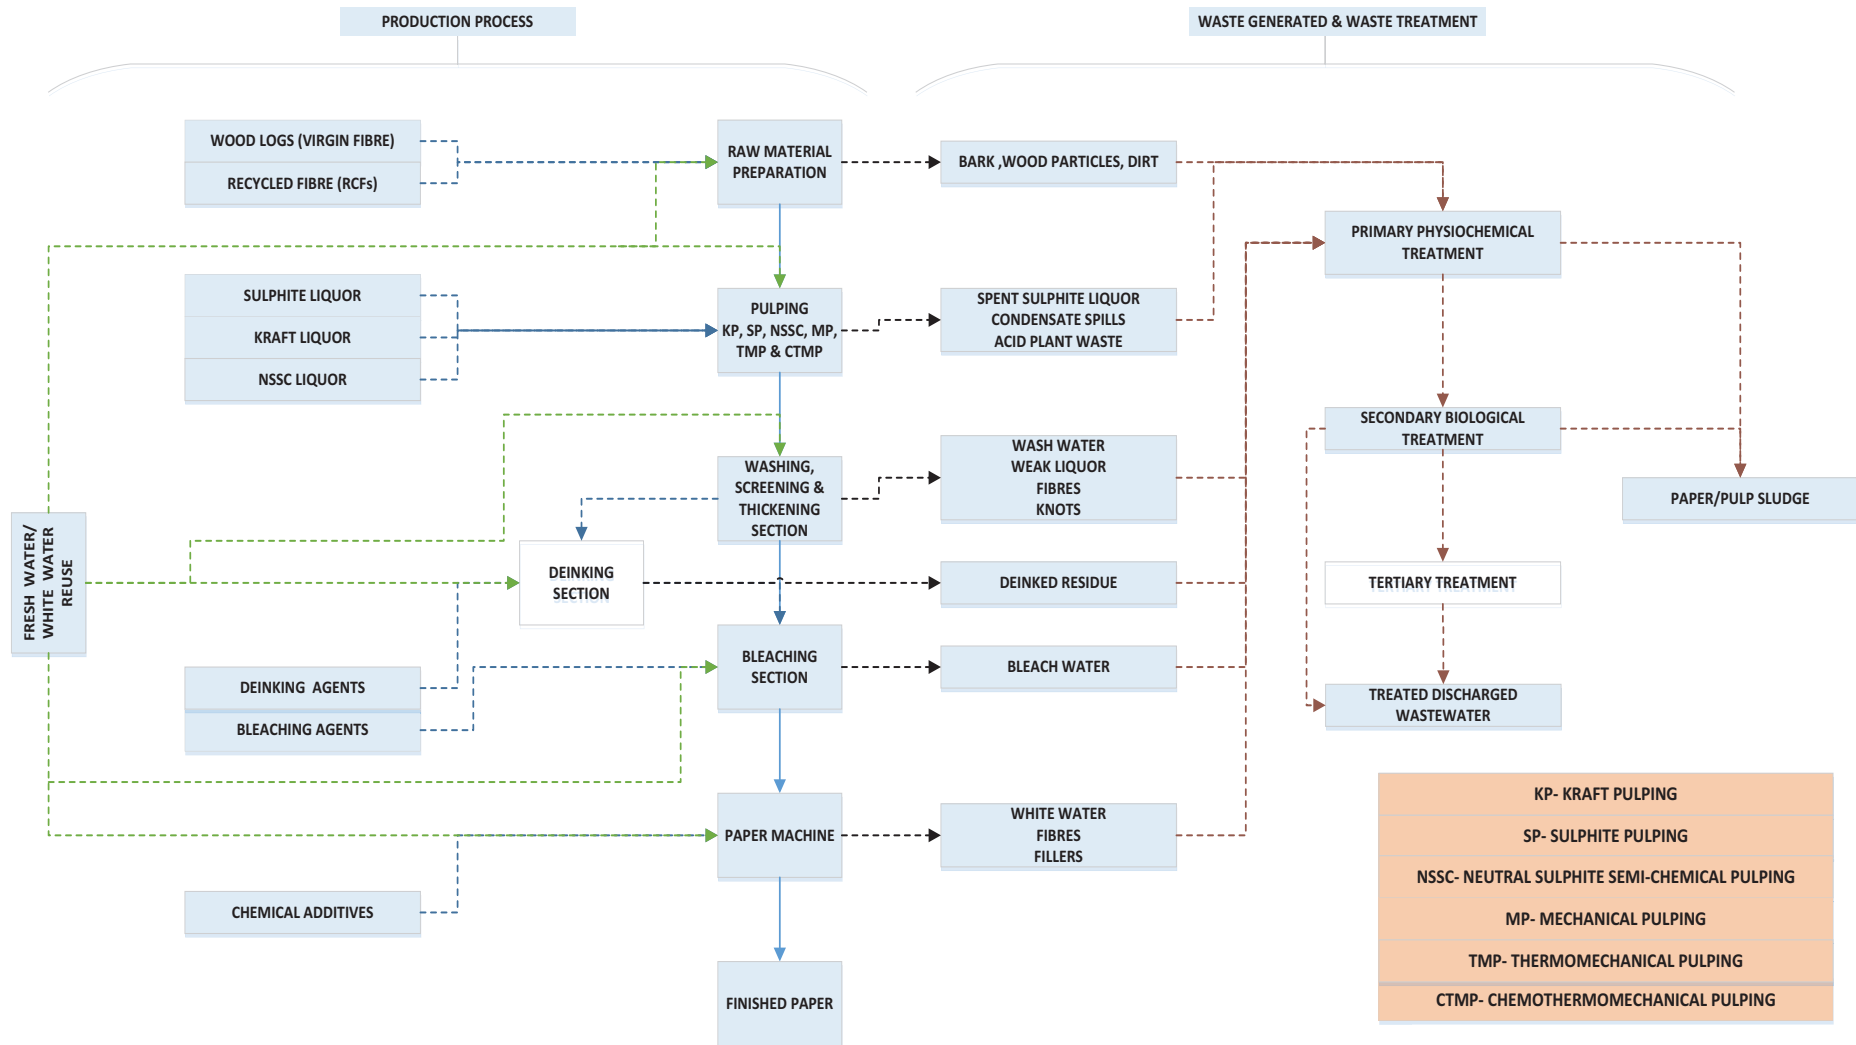 PRODUCTION PROCESS
WASTE GENERATED & WASTE TREATMENT
WOOD LOGS (VIRGIN FIBRE)
RECYCLED FIBRE (RCFs)
RAW MATERIAL
PREPARATION
BARK ,WOOD PARTICLES, DIRT
PRIMARY PHYSIOCHEMICAL
TREATMENT
SULPHITE LIQUOR
KRAFT LIQUOR
NSSC LIQUOR
PULPING
KP, SP, NSSC, MP,
TMP & CTMP
SPENT SULPHITE LIQUOR
CONDENSATE SPILLS
ACID PLANT WASTE
SECONDARY BIOLOGICAL
TREATMENT
WASHING,
SCREENING &
THICKENING
SECTION
WASH WATER
WEAK LIQUOR
FIBRES
KNOTS
PAPER/PULP SLUDGE
FRESH WATER/
WHITE WATER
REUSE
DEINKING
SECTION
DEINKED RESIDUE
TERTIARY TREATMENT
DEINKING AGENTS
BLEACHING AGENTS
BLEACHING
SECTION
BLEACH WATER
TREATED DISCHARGED
WASTEWATER
PAPER MACHINE
WHITE WATER
FIBRES
FILLERS
CHEMICAL ADDITIVES
FINISHED PAPER
KP- KRAFT PULPING
SP- SULPHITE PULPING
NSSC- NEUTRAL SULPHITE SEMI-CHEMICAL PULPING
MP- MECHANICAL PULPING
TMP- THERMOMECHANICAL PULPING
CTMP- CHEMOTHERMOMECHANICAL PULPING